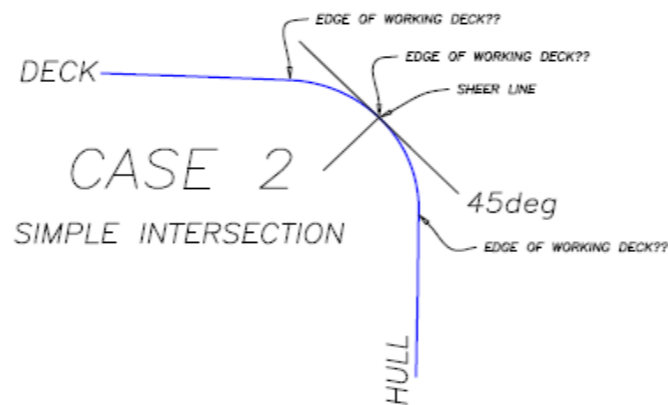 EDGE OF WORKING DECK??
EDGE OF WORKING DECK??
DECK
SHEER LINE
CASE 2
45deg
SIMPLE INTERSECTION
EDGE OF WORKING DECK??
HULL